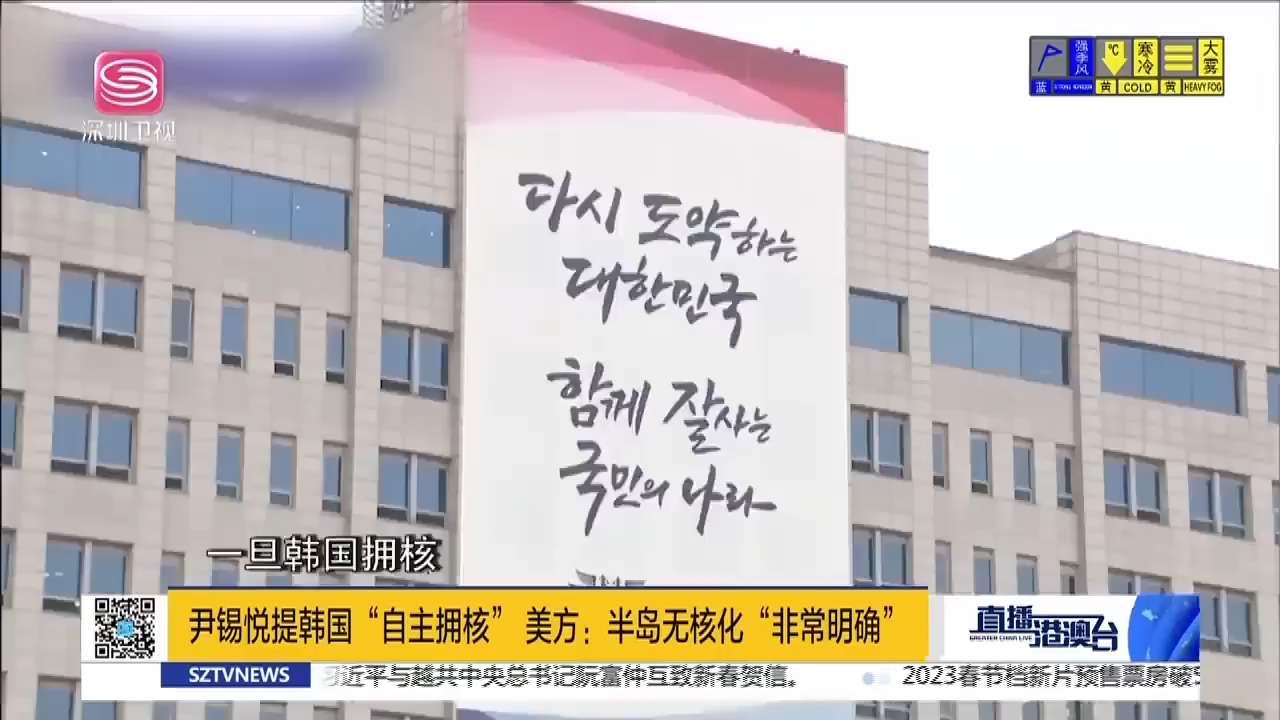 深圳卫视
强季风
℃
寒冷
大雾
蓝
黄 COLD
黄 HEAVY FOG
다시 도약하는
대한민국
함께 잘사는
국민의 나라
一旦韩国拥核
尹锡悦提韩国“自主拥核” 美方：半岛无核化“非常明确”
直播港澳台
GREATER CHINA LIVE
SZTVNEWS
习近平与越共中央总书记阮富仲互致新春贺信。
2023春节档新片预售票房破